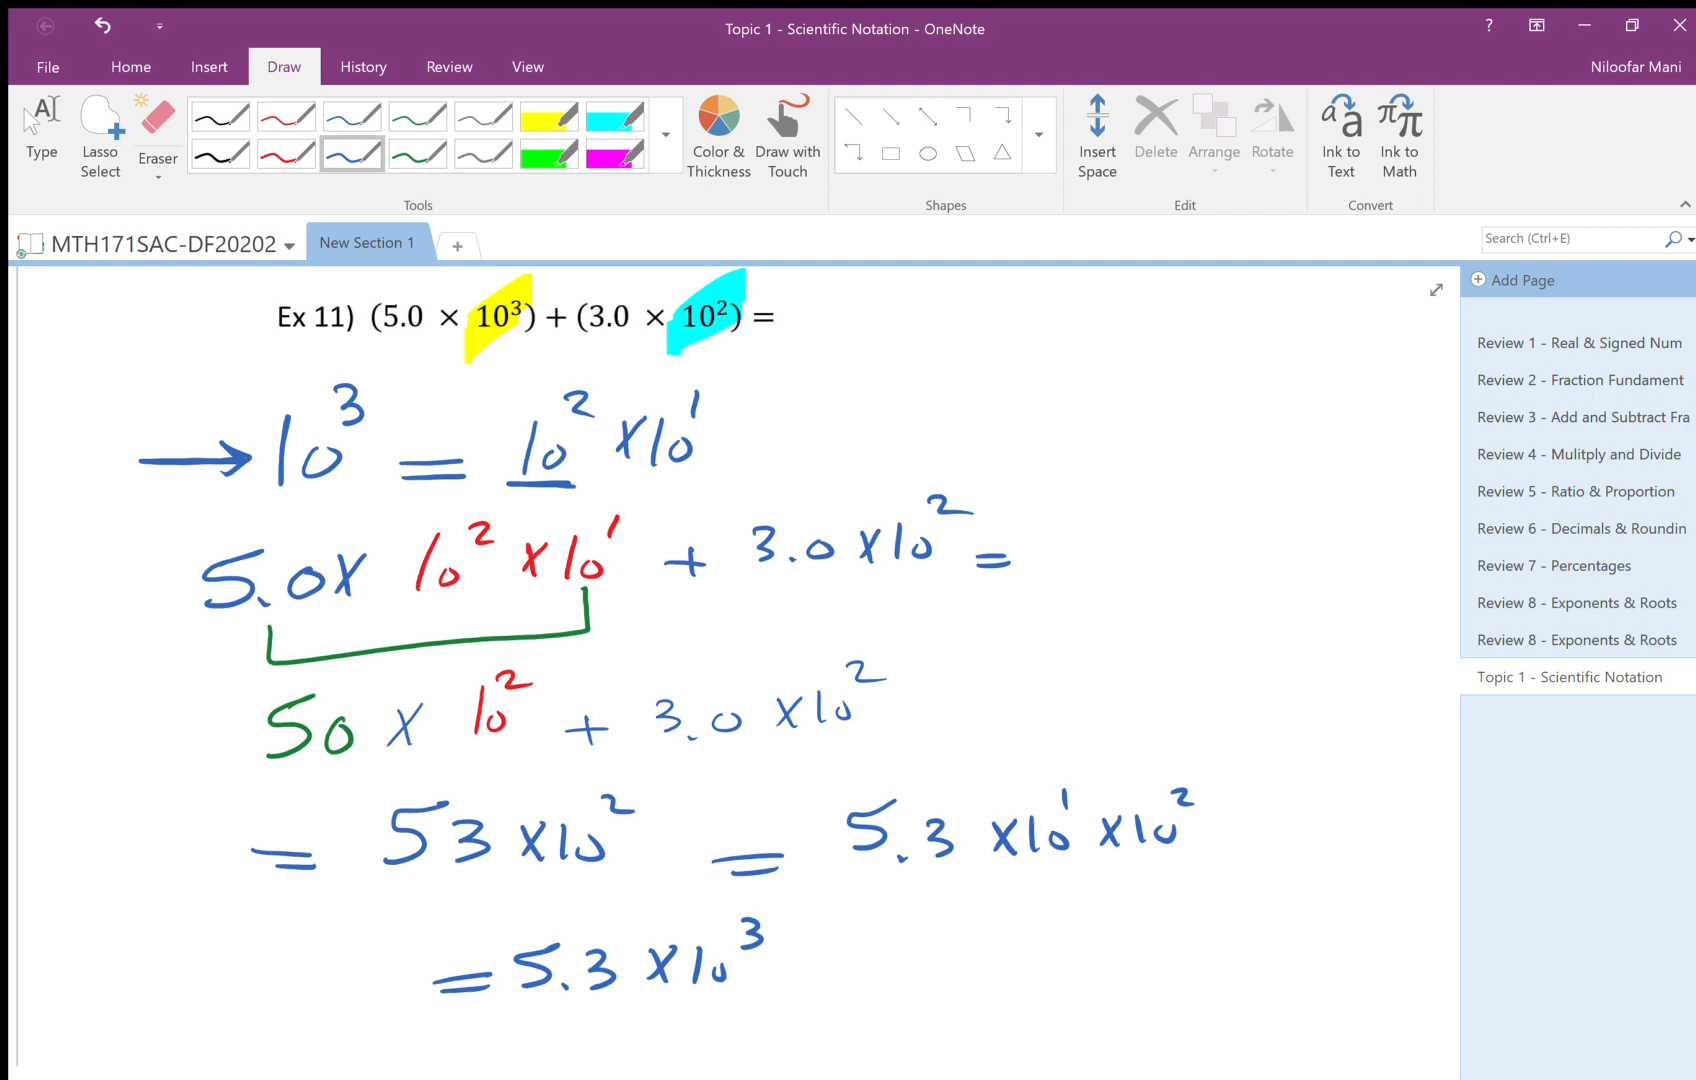 Topic 1 - Scientific Notation - OneNote
?
File Home Insert Draw History Review View
Niloofar Mani
Type
Lasso Select
Eraser
Color & Thickness
Draw with Touch
Insert Space
Delete
Arrange
Rotate
Ink to Text
Ink to Math
Tools
Shapes
Edit
Convert
MTH171SAC-DF20202
New Section 1
+
Search (Ctrl+E)
Add Page
Review 1 - Real & Signed Num
Review 2 - Fraction Fundament
Review 3 - Add and Subtract Fra
Review 4 - Mulitply and Divide
Review 5 - Ratio & Proportion
Review 6 - Decimals & Roundin
Review 7 - Percentages
Review 8 - Exponents & Roots
Review 8 - Exponents & Roots
Topic 1 - Scientific Notation
Ex 11) (5.0 × 10³) + (3.0 × 10²) =
→ 10³ = 10² × 10¹
5.0 × 10² × 10¹ + 3.0 × 10² =
50 × 10² + 3.0 × 10²
= 53 × 10² = 5.3 × 10¹ × 10²
= 5.3 × 10³